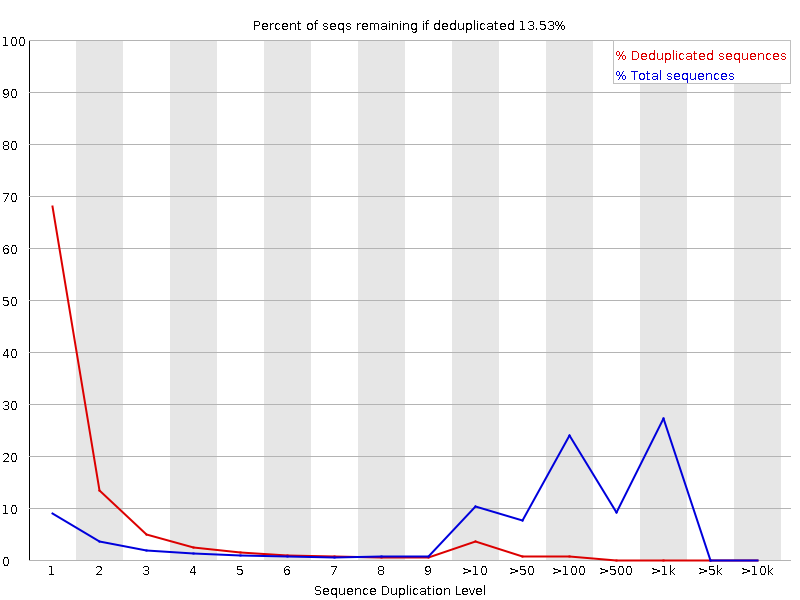 Percent of seqs remaining if deduplicated 13.53%
% Deduplicated sequences
% Total sequences
100
90
80
70
60
50
40
30
20
10
0
1 2 3 4 5 6 7 8 9 >10 >50 >100 >500 >1k >5k >10k
Sequence Duplication Level